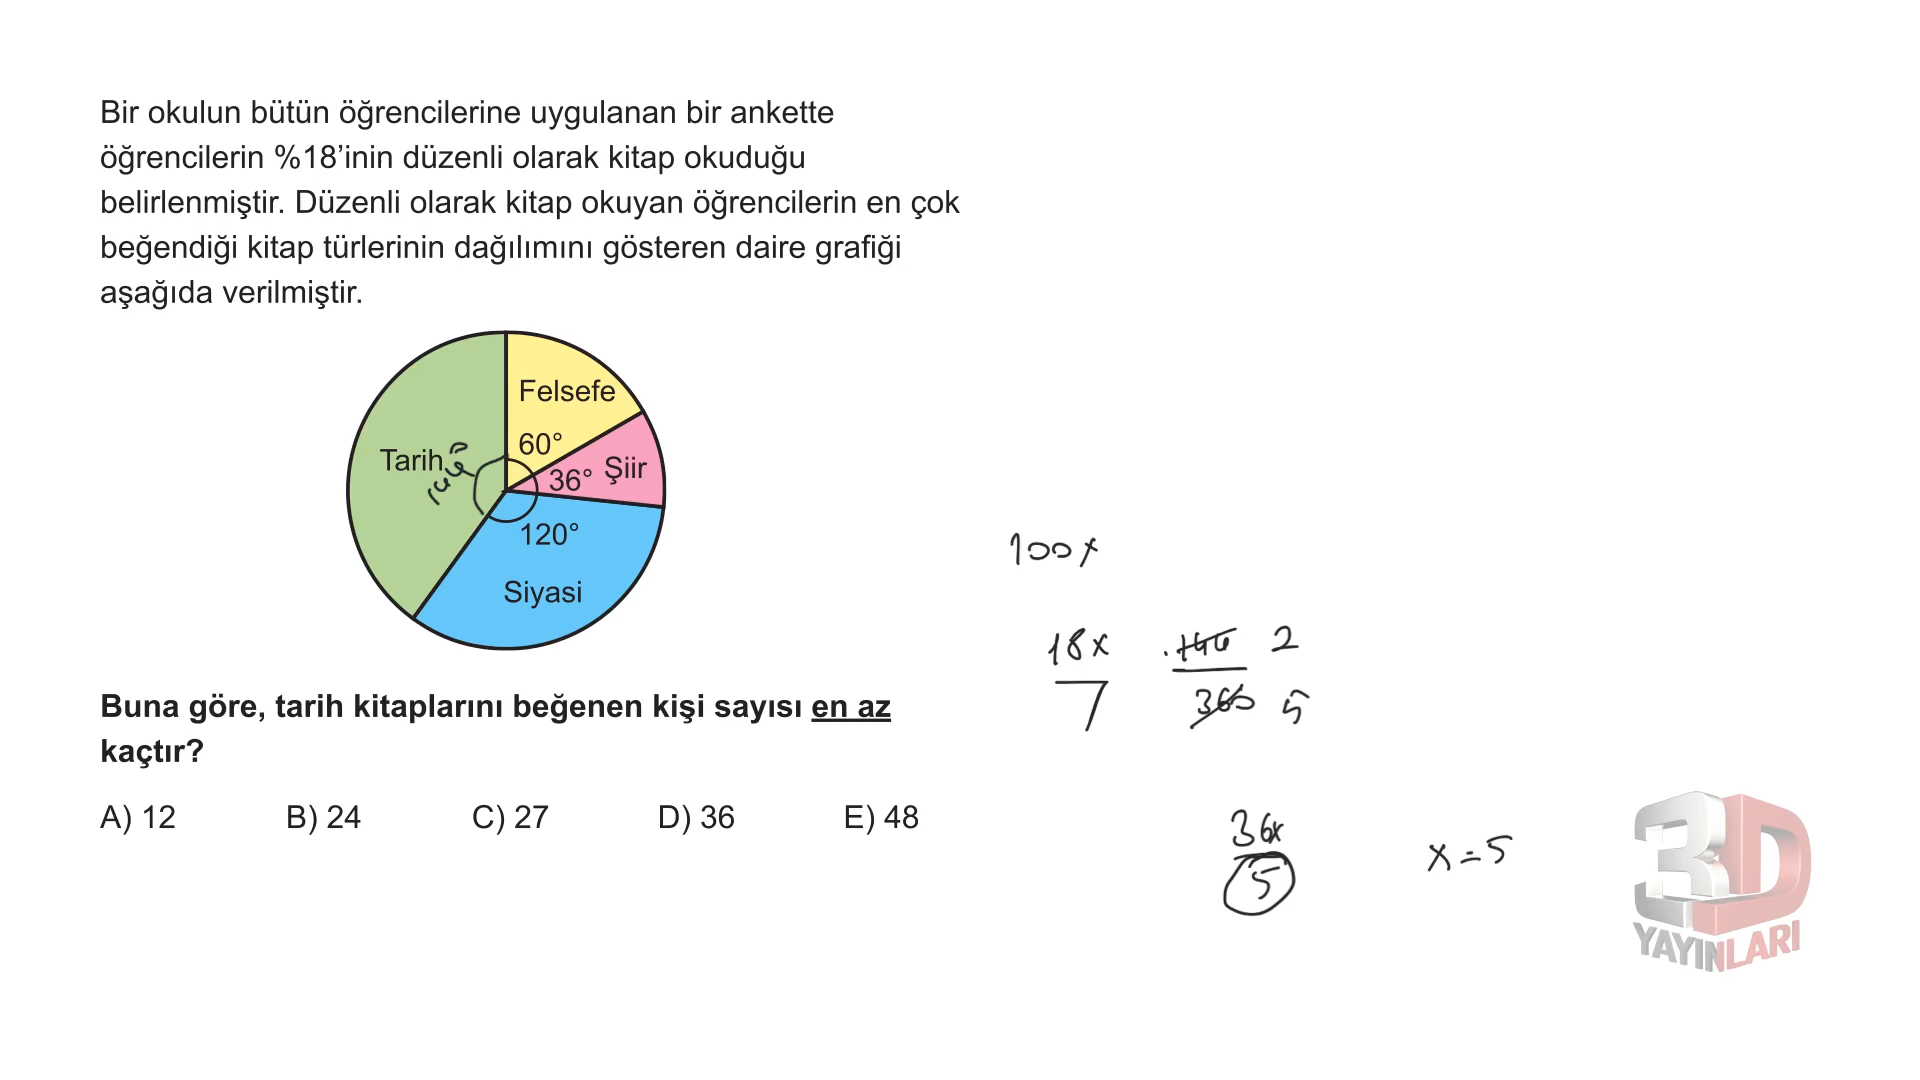 Bir okulun bütün öğrencilerine uygulanan bir ankette
öğrencilerin %18’inin düzenli olarak kitap okuduğu
belirlenmiştir. Düzenli olarak kitap okuyan öğrencilerin en çok
beğendiği kitap türlerinin dağılımını gösteren daire grafiği
aşağıda verilmiştir.
Felsefe
60°
Tarih
144°
36° Şiir
120°
Siyasi
Buna göre, tarih kitaplarını beğenen kişi sayısı en az
kaçtır?
A) 12 B) 24 C) 27 D) 36 E) 48
100x
18x . 144 2
360 5
36x
5
x = 5
3D
YAYINLARI